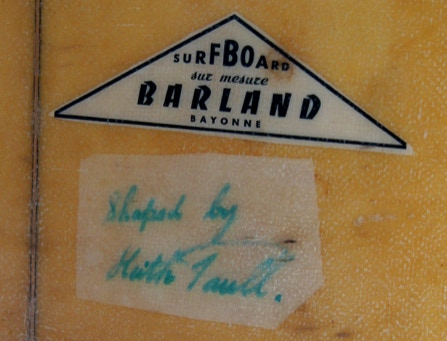 SURFBOARD
sur mesure
BARLAND
BAYONNE
Shaped by
Keith Paull.